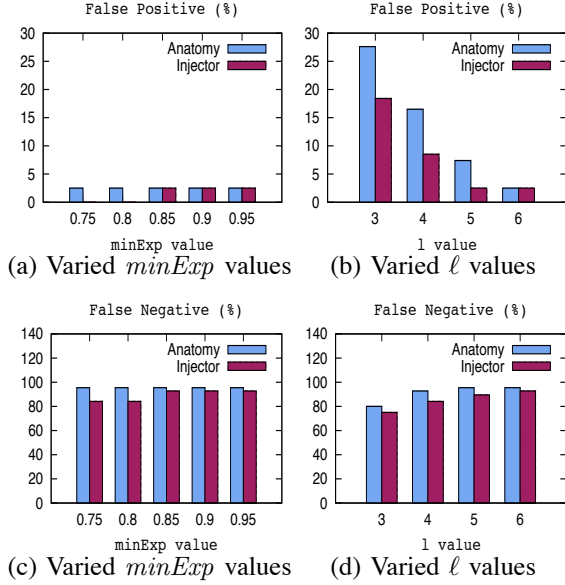 False Positive (%)
30
25
20
15
10
5
0
Anatomy
Injector
0.75 0.8 0.85 0.9 0.95
minExp value
(a) Varied minExp values
False Positive (%)
30
25
20
15
10
5
0
Anatomy
Injector
3 4 5 6
l value
(b) Varied ℓ values
False Negative (%)
140
120
100
80
60
40
20
0
Anatomy
Injector
0.75 0.8 0.85 0.9 0.95
minExp value
(c) Varied minExp values
False Negative (%)
140
120
100
80
60
40
20
0
Anatomy
Injector
3 4 5 6
l value
(d) Varied ℓ values